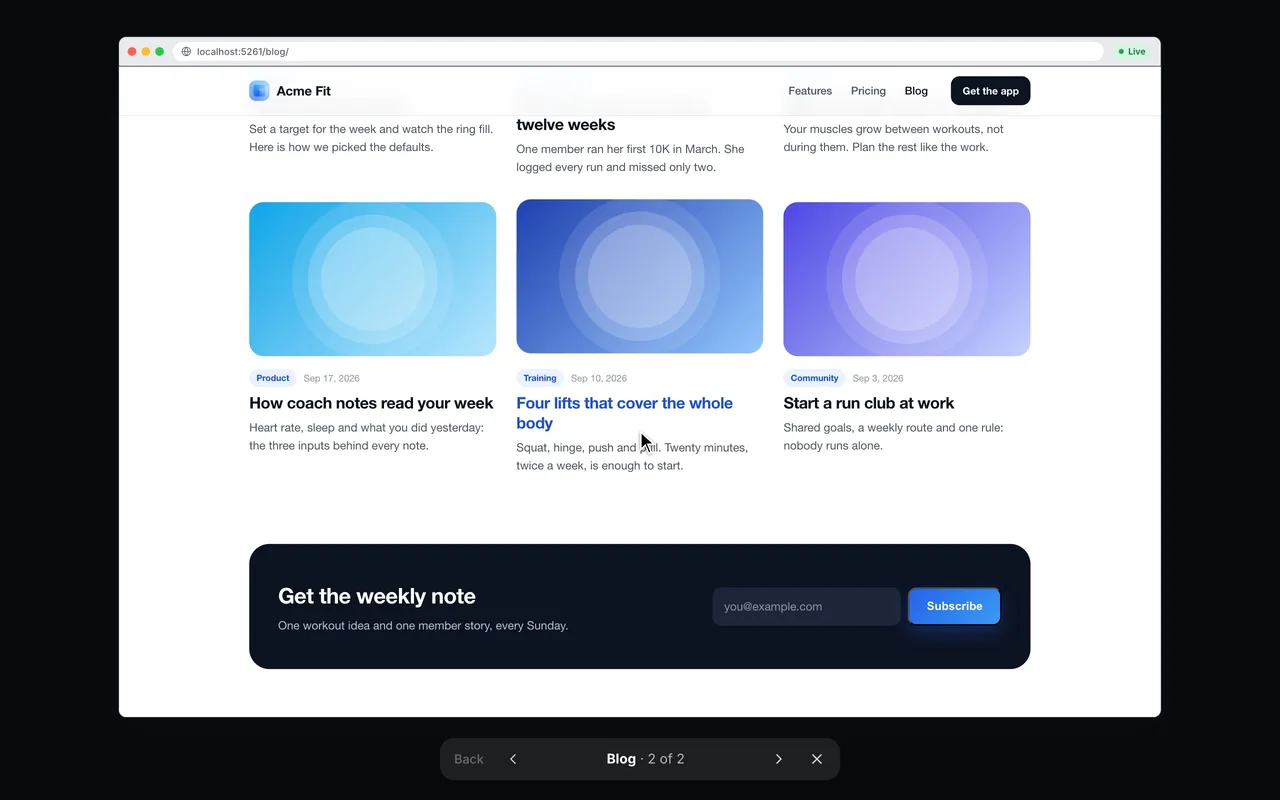 localhost:5261/blog/
Live
Acme Fit
Features
Pricing
Blog
Get the app
Set a target for the week and watch the ring fill.
Here is how we picked the defaults.
twelve weeks
One member ran her first 10K in March. She
logged every run and missed only two.
Your muscles grow between workouts, not
during them. Plan the rest like the work.
Product
Sep 17, 2026
How coach notes read your week
Heart rate, sleep and what you did yesterday:
the three inputs behind every note.
Training
Sep 10, 2026
Four lifts that cover the whole
body
Squat, hinge, push and pull. Twenty minutes,
twice a week, is enough to start.
Community
Sep 3, 2026
Start a run club at work
Shared goals, a weekly route and one rule:
nobody runs alone.
Get the weekly note
One workout idea and one member story, every Sunday.
you@example.com
Subscribe
Back
Blog · 2 of 2